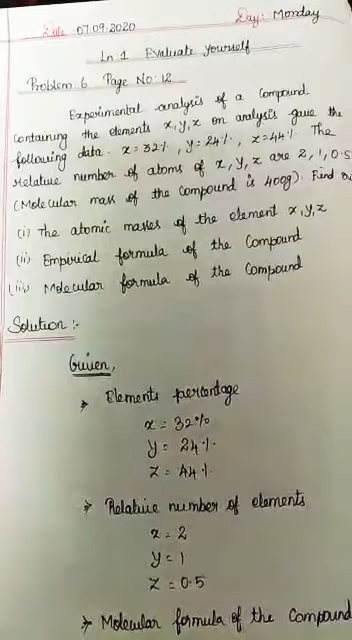 Date 07.09.2020 Day: Monday
In 1 Evaluate Yourself
Problem 6 Page No: 12
Experimental analysis of a compound
containing the elements x, y, z on analysis gave the
following data. x = 32%, y = 24%, z = 44%. The
relative number of atoms of x, y, z are 2, 1, 0.5
(Molecular mass of the compound is 400g). Find
(i) The atomic masses of the element x, y, z
(ii) Empirical formula of the Compound
(iii) Molecular formula of the Compound
Solution :-
Given,
→ Elements percentage
x = 32%
y = 24%
z = 44%
→ Relative number of elements
x = 2
y = 1
z = 0.5
→ Molecular formula of the Compound